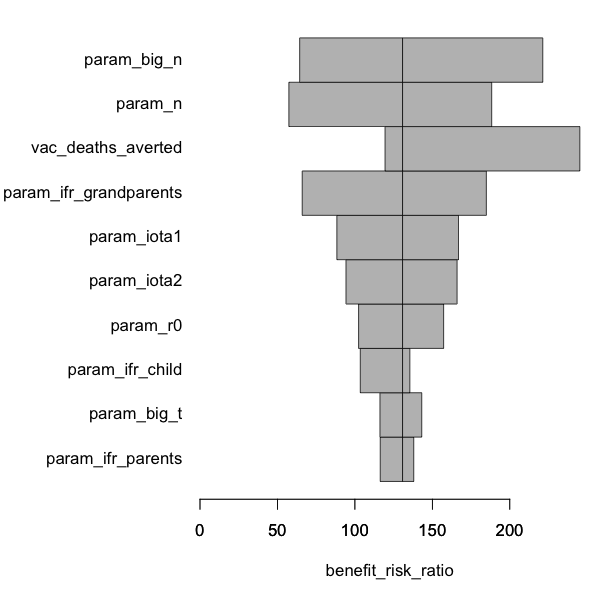 param_big_n
param_n
vac_deaths_averted
param_ifr_grandparents
param_iota1
param_iota2
param_r0
param_ifr_child
param_big_t
param_ifr_parents
0 50 100 150 200
benefit_risk_ratio